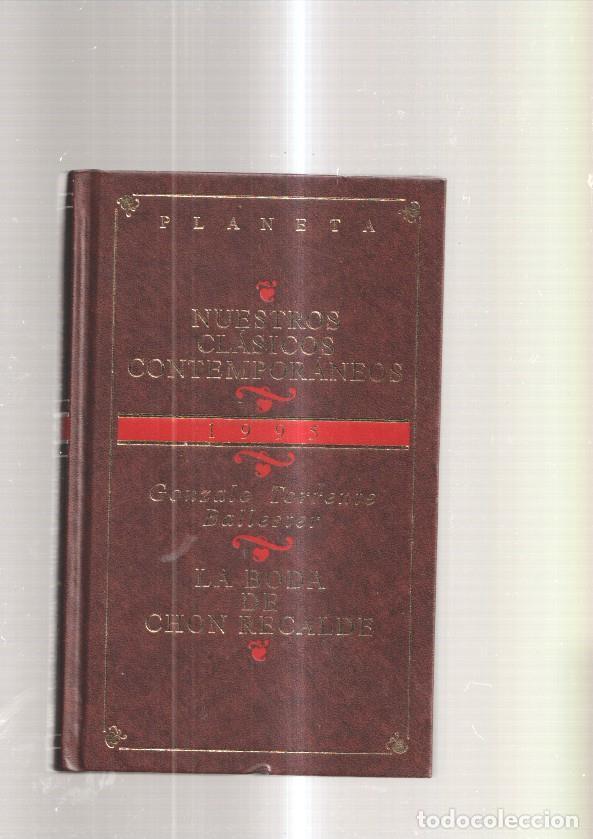 PLANETA
NUESTROS
CLÁSICOS
CONTEMPORÁNEOS
1995
Gonzalo Torrente
Ballester
LA BODA
DE
CHON RECALDE
todocoleccion